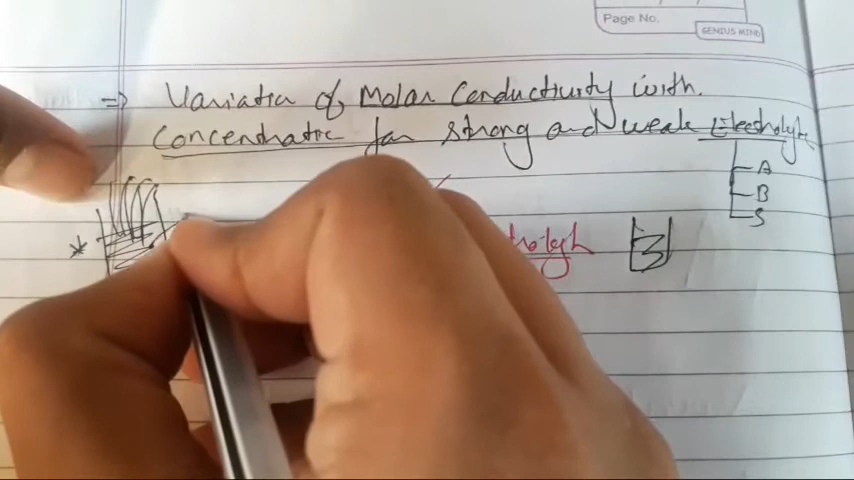 Page No.
GENIUS MIND
=> Variation of Molar Conductivity with.
Concentration for strong and weak Electrolyte
A
B
S